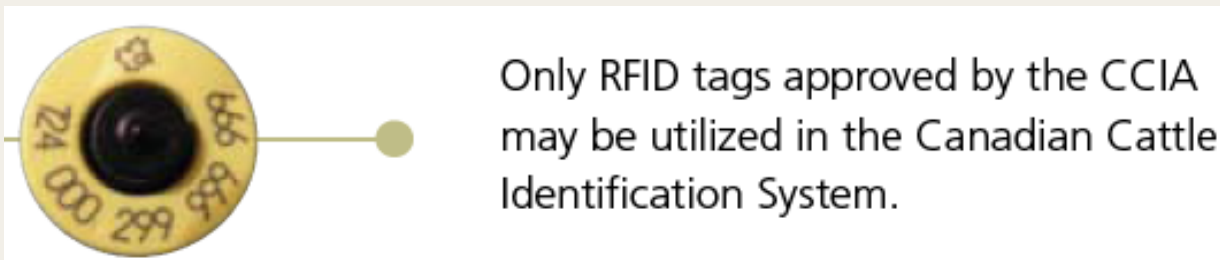 124 000 299 999 999
Only RFID tags approved by the CCIA
may be utilized in the Canadian Cattle
Identification System.